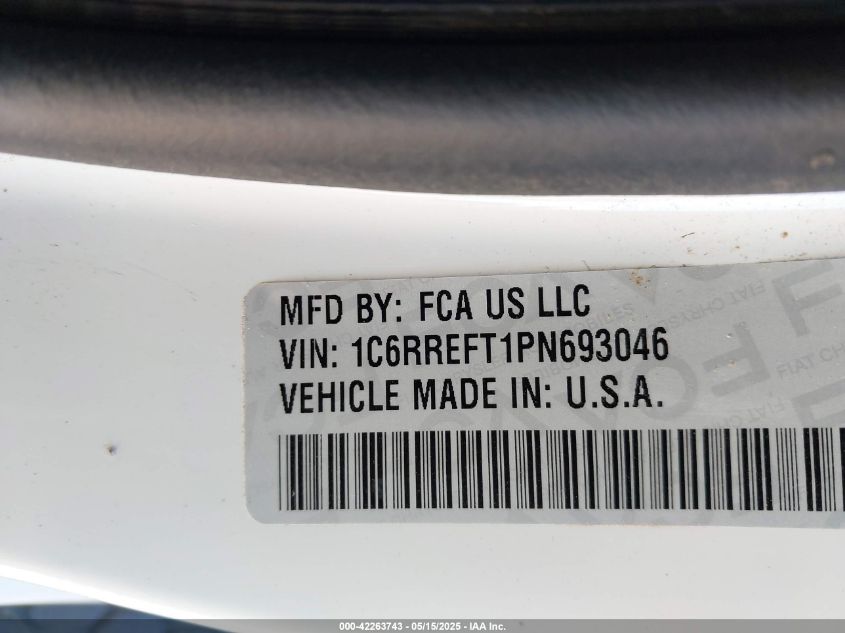 MFD BY: FCA US LLC
VIN: 1C6RREFT1PN693046
VEHICLE MADE IN: U.S.A.
000-42263743 - 05/15/2025 - IAA Inc.